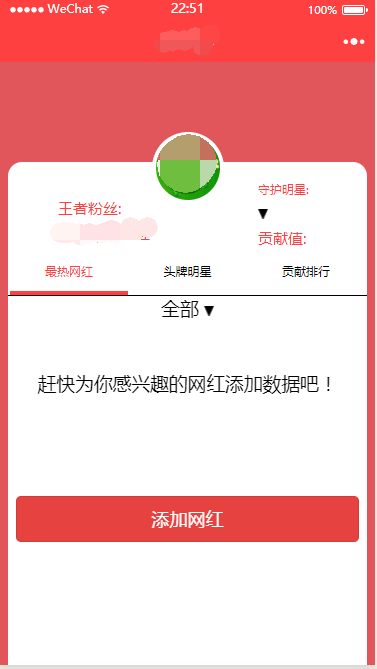 WeChat
22:51
100%
王者粉丝:
守护明星:
▼
贡献值:
最热网红
头牌明星
贡献排行
全部 ▼
赶快为你感兴趣的网红添加数据吧！
添加网红